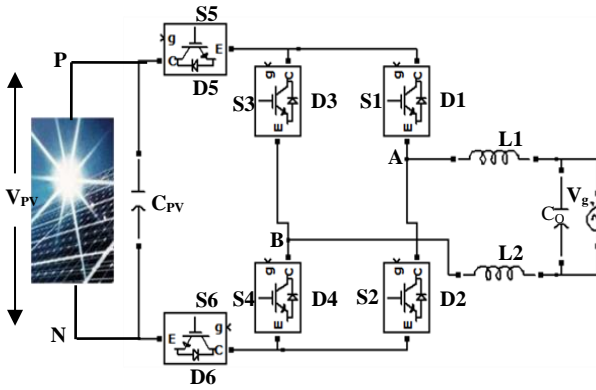 S5
g
C E
D5
P
g C
S3 D3
E
g C
S1 D1
E
A
L1
V_PV
C_PV
C_O
V_g,
B
L2
g C
S4 D4
E
g C
S2 D2
E
S6
g
E C
D6
N